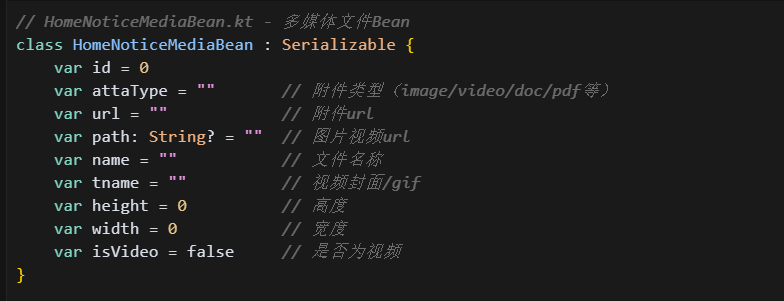 // HomeNoticeMediaBean.kt - 多媒体文件Bean
class HomeNoticeMediaBean : Serializable {
    var id = 0
    var attaType = ""       // 附件类型（image/video/doc/pdf等）
    var url = ""            // 附件url
    var path: String? = ""  // 图片视频url
    var name = ""           // 文件名称
    var tname = ""          // 视频封面/gif
    var height = 0          // 高度
    var width = 0           // 宽度
    var isVideo = false     // 是否为视频
}